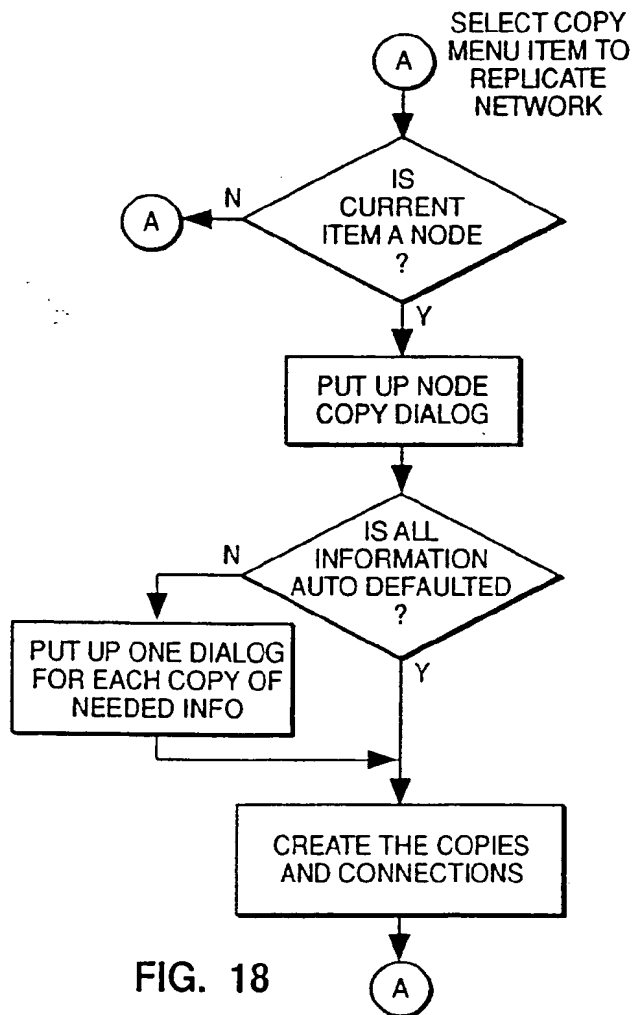 SELECT COPY
MENU ITEM TO
REPLICATE
NETWORK
A
IS
CURRENT
ITEM A NODE
?
N
A
Y
PUT UP NODE
COPY DIALOG
IS ALL
INFORMATION
AUTO DEFAULTED
?
N
PUT UP ONE DIALOG
FOR EACH COPY OF
NEEDED INFO
Y
CREATE THE COPIES
AND CONNECTIONS
A
FIG. 18